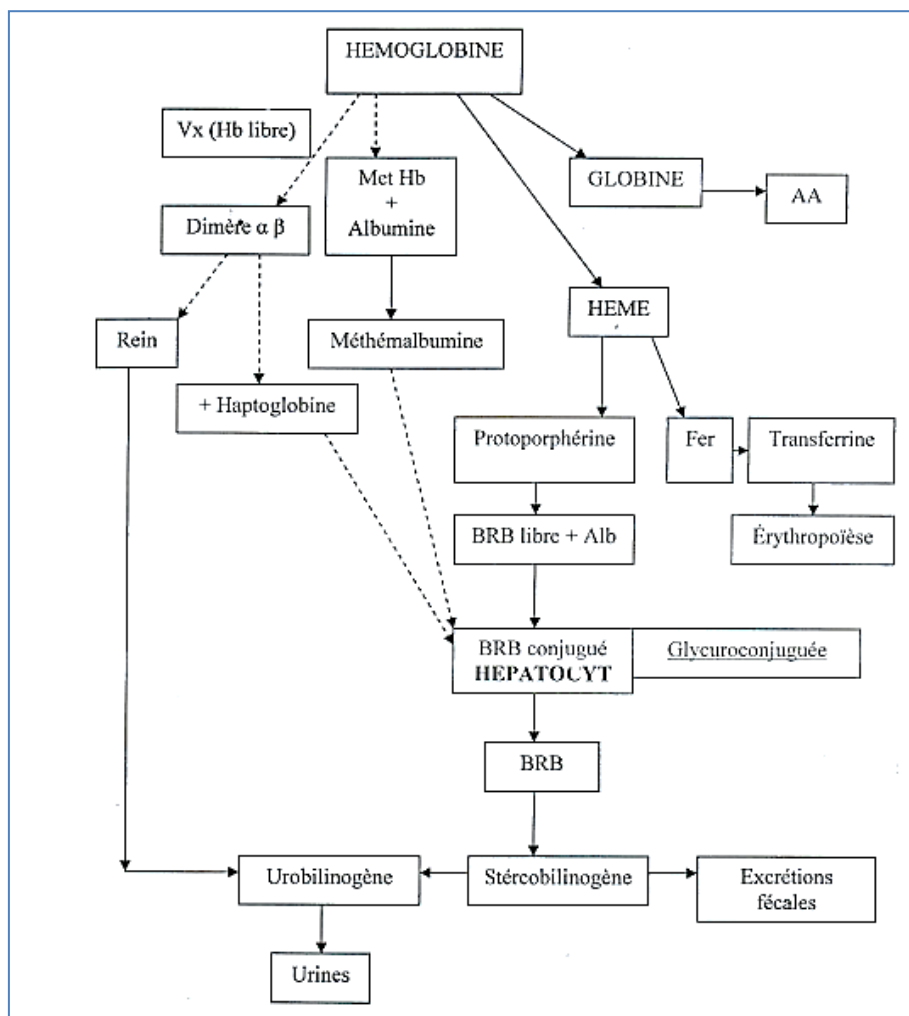 HEMOGLOBINE
Vx (Hb libre)
Met Hb
+
Albumine
GLOBINE
AA
Dimère α β
HEME
Rein
Méthémalbumine
+ Haptoglobine
Protoporphérine
Fer
Transferrine
BRB libre + Alb
Érythropoïèse
BRB conjugué
HEPATOCYT
Glycuroconjuguée
BRB
Urobilinogène
Stércobilinogène
Excrétions
fécales
Urines